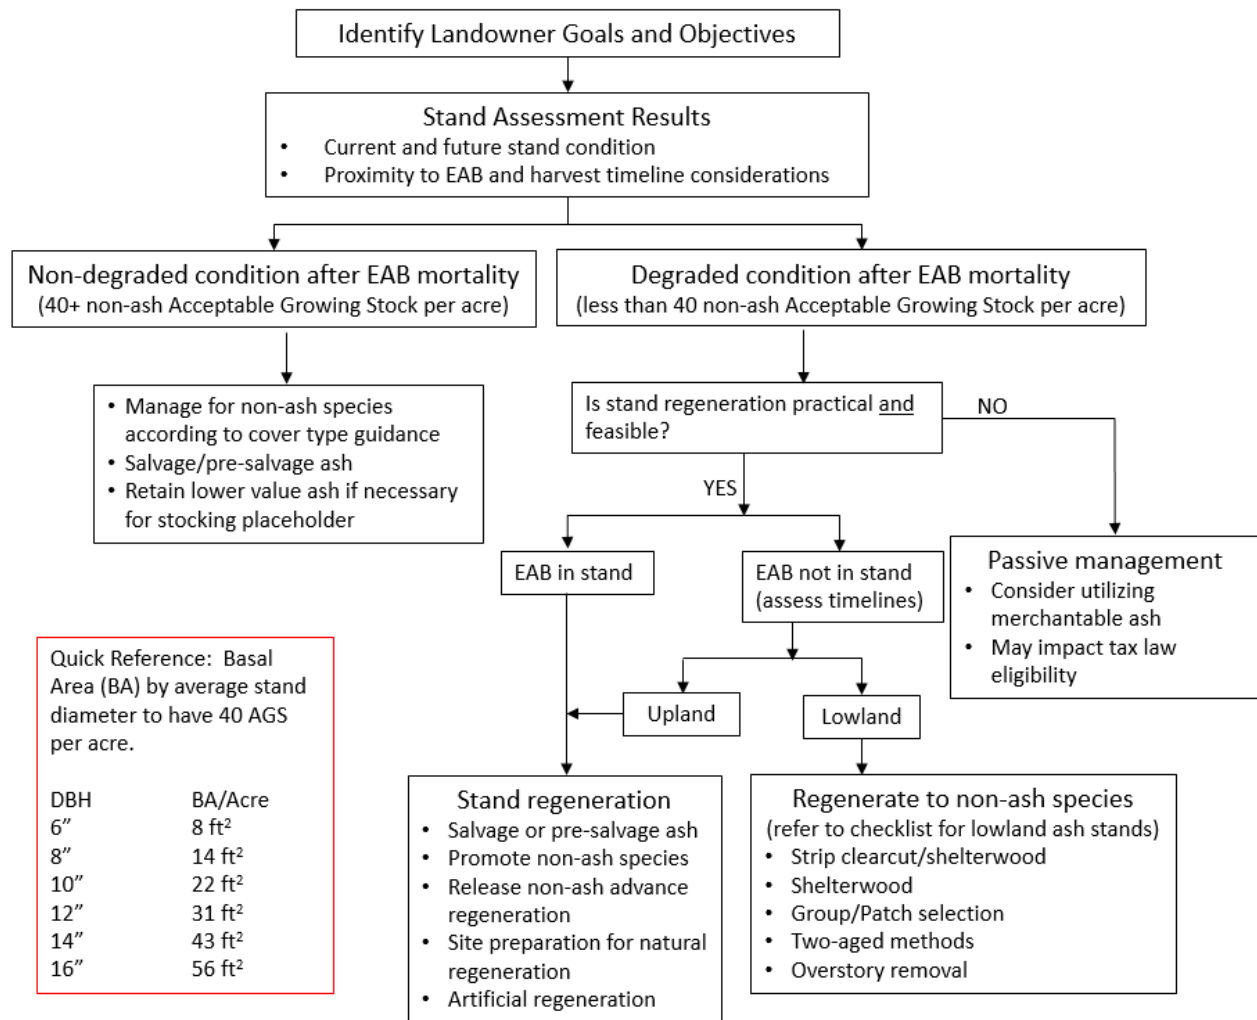 Identify Landowner Goals and Objectives
Stand Assessment Results
• Current and future stand condition
• Proximity to EAB and harvest timeline considerations
Non-degraded condition after EAB mortality
(40+ non-ash Acceptable Growing Stock per acre)
Degraded condition after EAB mortality
(less than 40 non-ash Acceptable Growing Stock per acre)
• Manage for non-ash species
according to cover type guidance
• Salvage/pre-salvage ash
• Retain lower value ash if necessary
for stocking placeholder
Is stand regeneration practical and
feasible?
NO
YES
EAB in stand
EAB not in stand
(assess timelines)
Passive management
• Consider utilizing
merchantable ash
• May impact tax law
eligibility
Upland
Lowland
Quick Reference: Basal
Area (BA) by average stand
diameter to have 40 AGS
per acre.
DBH BA/Acre
6” 8 ft²
8” 14 ft²
10” 22 ft²
12” 31 ft²
14” 43 ft²
16” 56 ft²
Stand regeneration
• Salvage or pre-salvage ash
• Promote non-ash species
• Release non-ash advance
regeneration
• Site preparation for natural
regeneration
• Artificial regeneration
Regenerate to non-ash species
(refer to checklist for lowland ash stands)
• Strip clearcut/shelterwood
• Shelterwood
• Group/Patch selection
• Two-aged methods
• Overstory removal